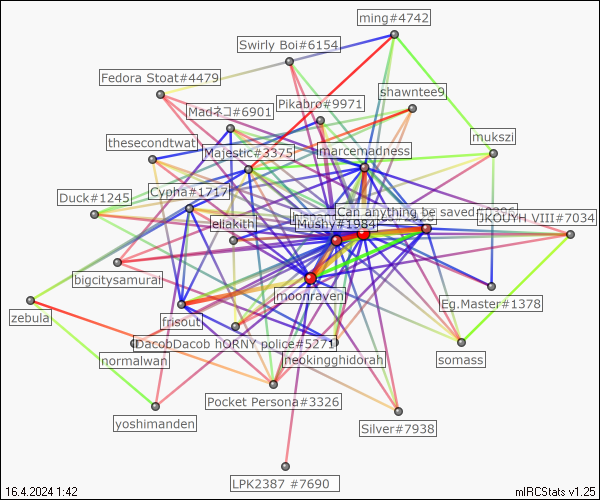 ming#4742
Swirly Boi#6154
Fedora Stoat#4479
shawntee9
Pikabro#9971
Madネコ#6901
mukszi
thesecondtwat
marcemadness
Majestic#3375
Cypha#1717
Duck#1245
Can anything be saved
JKOUYH VIII#7034
ellakith
Mushy#1984
bigcitysamurai
moonraven
Eg.Master#1378
zebula
frisout
DacobDacob hORNY police#5271
normalwan
neokingghidorah
somass
Pocket Persona#3326
yoshimanden
Silver#7938
LPK2387 #7690
16.4.2024 1:42
mIRCStats v1.25